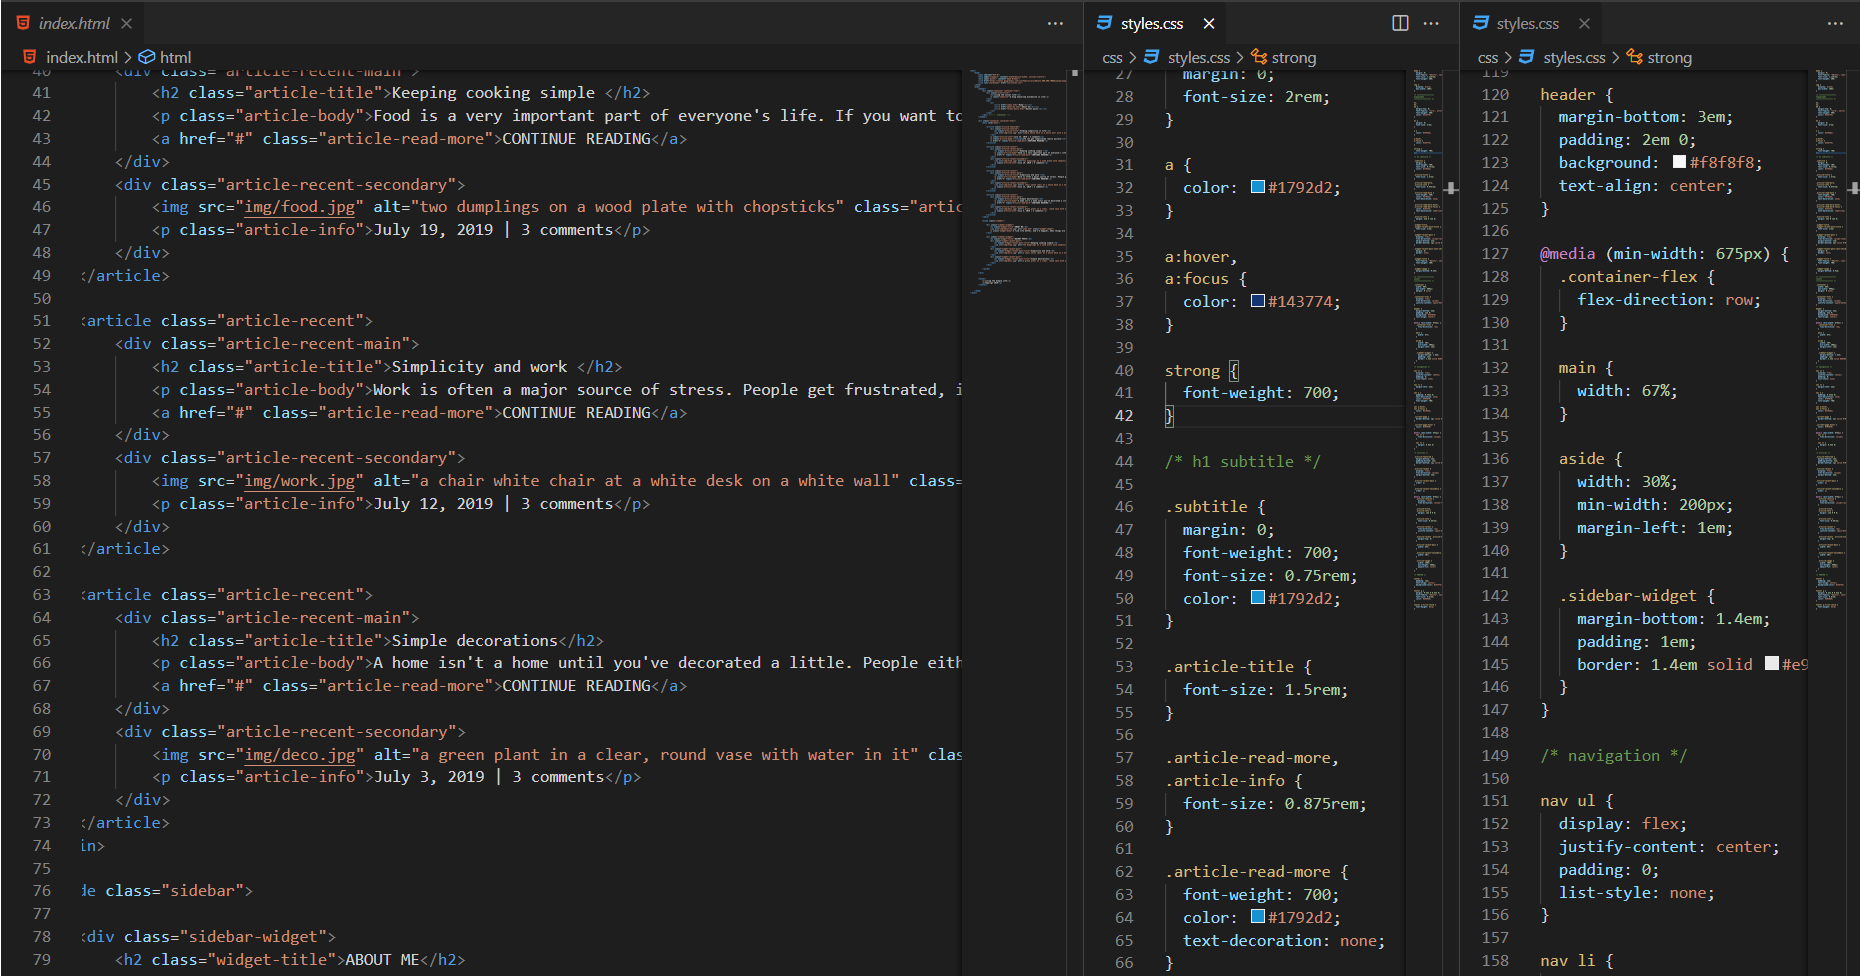 index.html
index.html > html
40 <div class="article-recent-main">
41 <h2 class="article-title">Keeping cooking simple </h2>
42 <p class="article-body">Food is a very important part of everyone's life. If you want to
43 <a href="#" class="article-read-more">CONTINUE READING</a>
44 </div>
45 <div class="article-recent-secondary">
46 <img src="img/food.jpg" alt="two dumplings on a wood plate with chopsticks" class="artic
47 <p class="article-info">July 19, 2019 | 3 comments</p>
48 </div>
49 </article>
50
51 <article class="article-recent">
52 <div class="article-recent-main">
53 <h2 class="article-title">Simplicity and work </h2>
54 <p class="article-body">Work is often a major source of stress. People get frustrated, i
55 <a href="#" class="article-read-more">CONTINUE READING</a>
56 </div>
57 <div class="article-recent-secondary">
58 <img src="img/work.jpg" alt="a chair white chair at a white desk on a white wall" class=
59 <p class="article-info">July 12, 2019 | 3 comments</p>
60 </div>
61 </article>
62
63 <article class="article-recent">
64 <div class="article-recent-main">
65 <h2 class="article-title">Simple decorations</h2>
66 <p class="article-body">A home isn't a home until you've decorated a little. People eith
67 <a href="#" class="article-read-more">CONTINUE READING</a>
68 </div>
69 <div class="article-recent-secondary">
70 <img src="img/deco.jpg" alt="a green plant in a clear, round vase with water in it" clas
71 <p class="article-info">July 3, 2019 | 3 comments</p>
72 </div>
73 </article>
74 in>
75
76 de class="sidebar">
77
78 <div class="sidebar-widget">
79 <h2 class="widget-title">ABOUT ME</h2>
styles.css
css > styles.css > strong
27 margin: 0;
28 font-size: 2rem;
29 }
30
31 a {
32 color: #1792d2;
33 }
34
35 a:hover,
36 a:focus {
37 color: #143774;
38 }
39
40 strong {
41 font-weight: 700;
42 }
43
44 /* h1 subtitle */
45
46 .subtitle {
47 margin: 0;
48 font-weight: 700;
49 font-size: 0.75rem;
50 color: #1792d2;
51 }
52
53 .article-title {
54 font-size: 1.5rem;
55 }
56
57 .article-read-more,
58 .article-info {
59 font-size: 0.875rem;
60 }
61
62 .article-read-more {
63 font-weight: 700;
64 color: #1792d2;
65 text-decoration: none;
66 }
styles.css
css > styles.css > strong
119
120 header {
121 margin-bottom: 3em;
122 padding: 2em 0;
123 background: #f8f8f8;
124 text-align: center;
125 }
126
127 @media (min-width: 675px) {
128 .container-flex {
129 flex-direction: row;
130 }
131
132 main {
133 width: 67%;
134 }
135
136 aside {
137 width: 30%;
138 min-width: 200px;
139 margin-left: 1em;
140 }
141
142 .sidebar-widget {
143 margin-bottom: 1.4em;
144 padding: 1em;
145 border: 1.4em solid #e9
146 }
147 }
148
149 /* navigation */
150
151 nav ul {
152 display: flex;
153 justify-content: center;
154 padding: 0;
155 list-style: none;
156 }
157
158 nav li {